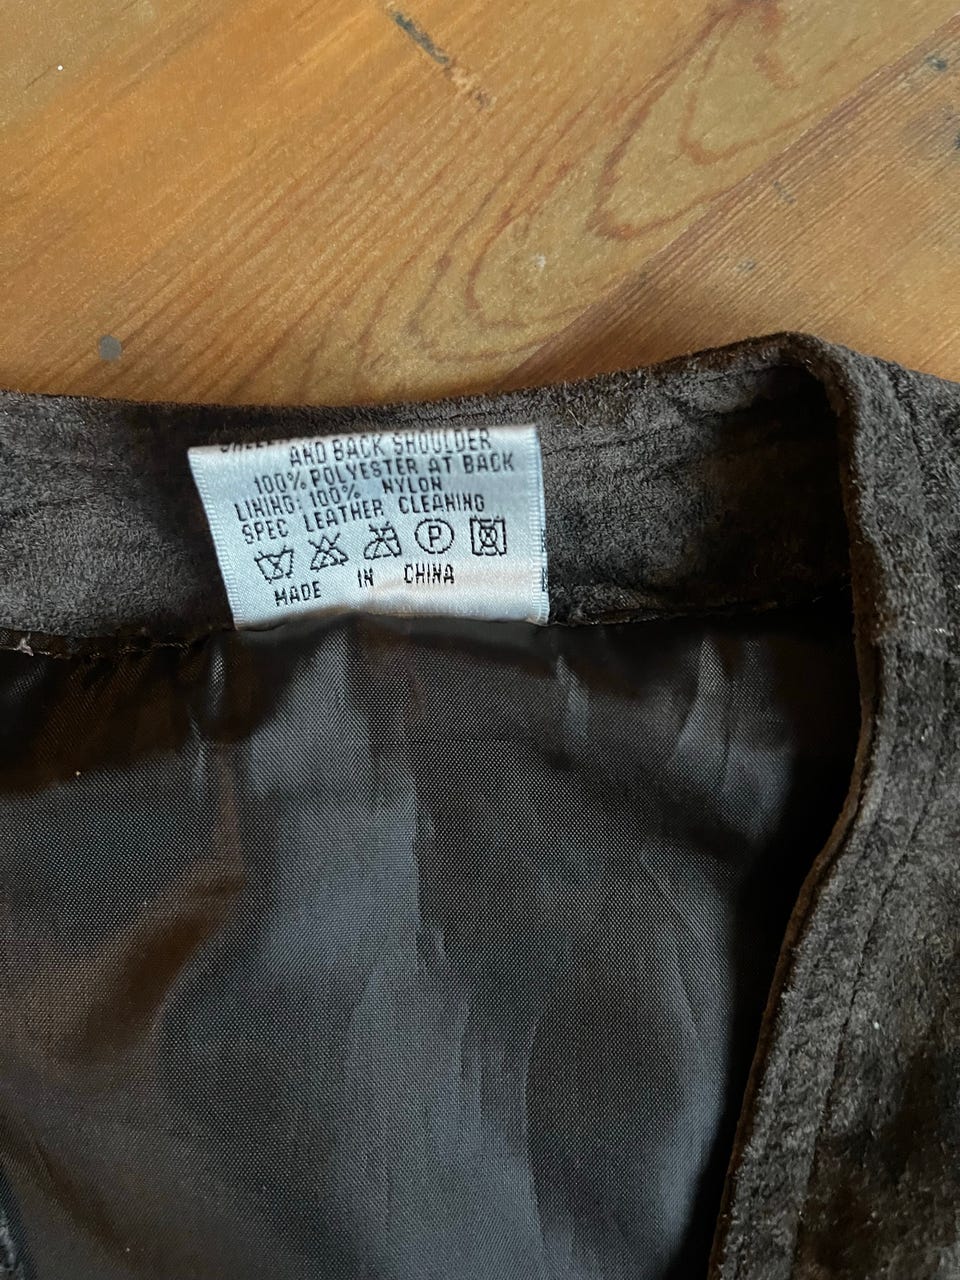 AND BACK SHOULDER
100% POLYESTER AT BACK
LINING: 100% NYLON
SPEC LEATHER CLEANING
P
MADE IN CHINA